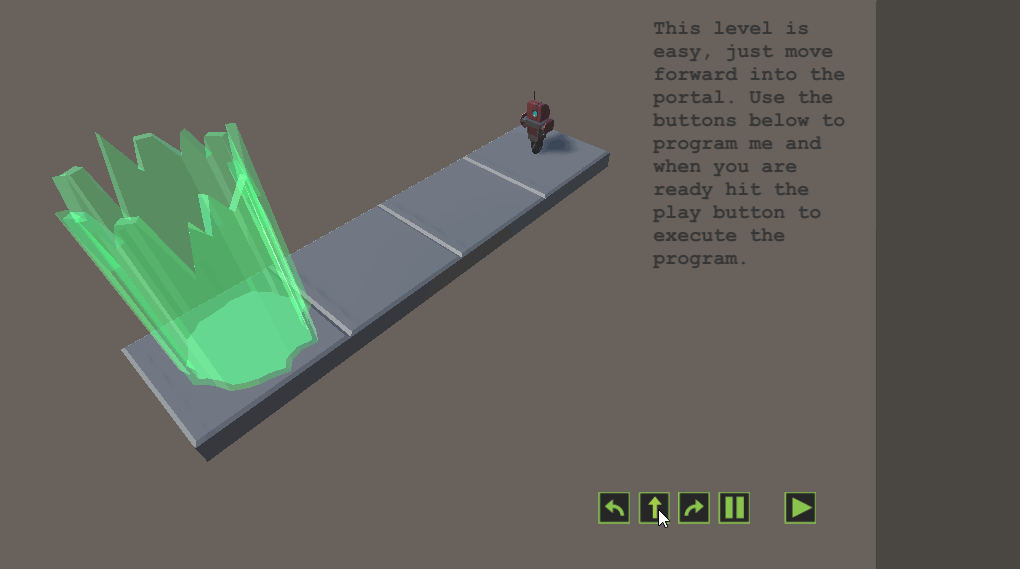 This level is
easy, just move
forward into the
portal. Use the
buttons below to
program me and
when you are
ready hit the
play button to
execute the
program.